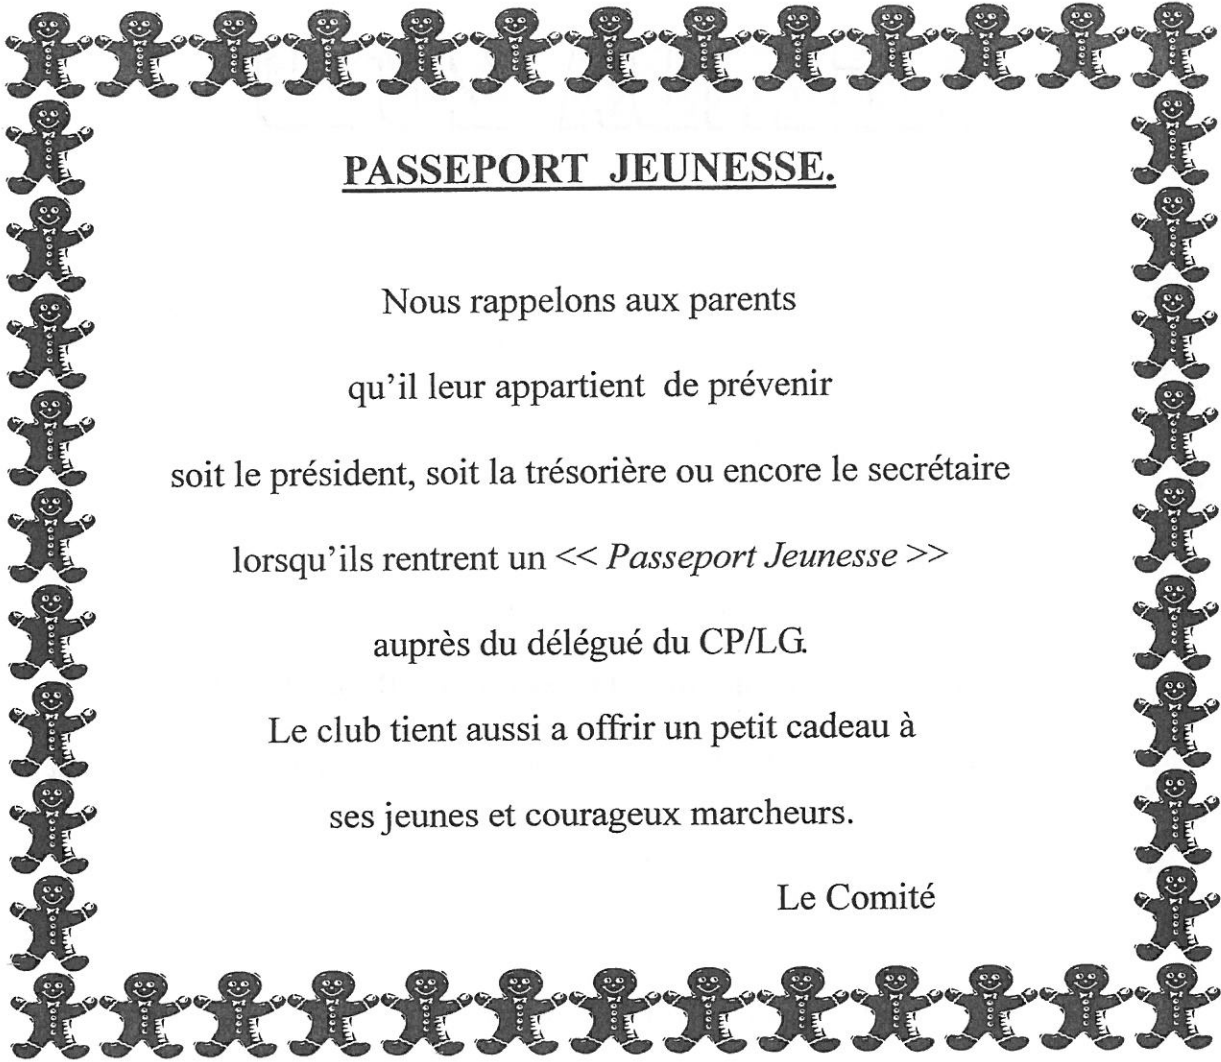 PASSEPORT JEUNESSE.
Nous rappelons aux parents
qu’il leur appartient de prévenir
soit le président, soit la trésorière ou encore le secrétaire
lorsqu’ils rentrent un << Passeport Jeunesse >>
auprès du délégué du CP/LG.
Le club tient aussi a offrir un petit cadeau à
ses jeunes et courageux marcheurs.
Le Comité